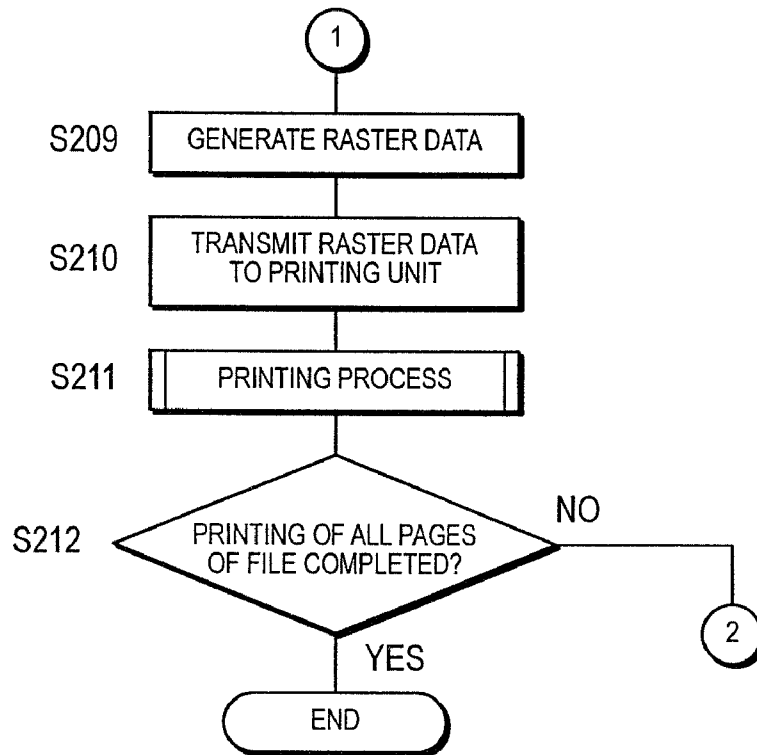 1
S209
GENERATE RASTER DATA
S210
TRANSMIT RASTER DATA
TO PRINTING UNIT
S211
PRINTING PROCESS
S212
PRINTING OF ALL PAGES
OF FILE COMPLETED?
NO
2
YES
END